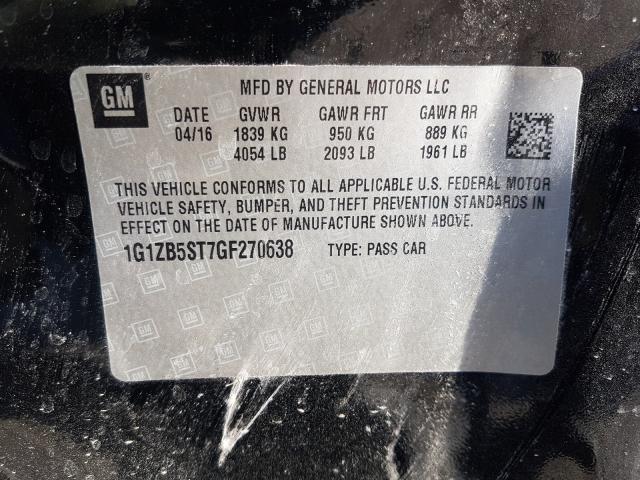 GM ®
MFD BY GENERAL MOTORS LLC
DATE GVWR GAWR FRT GAWR RR
04/16 1839 KG 950 KG 889 KG
4054 LB 2093 LB 1961 LB
THIS VEHICLE CONFORMS TO ALL APPLICABLE U.S. FEDERAL MOTOR
VEHICLE SAFETY, BUMPER, AND THEFT PREVENTION STANDARDS IN
EFFECT ON THE DATE OF MANUFACTURE SHOWN ABOVE.
1G1ZB5ST7GF270638 TYPE: PASS CAR